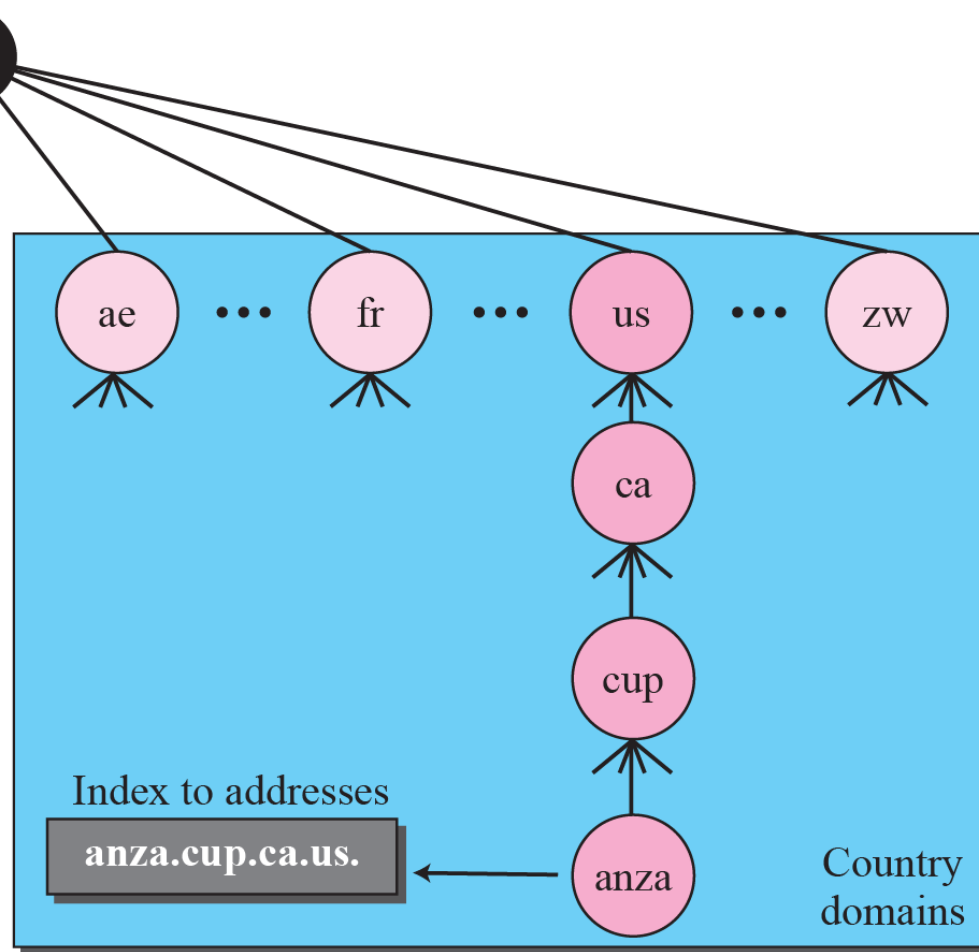 ae ••• fr ••• us ••• zw
ca
cup
Index to addresses
anza.cup.ca.us.
anza
Country
domains